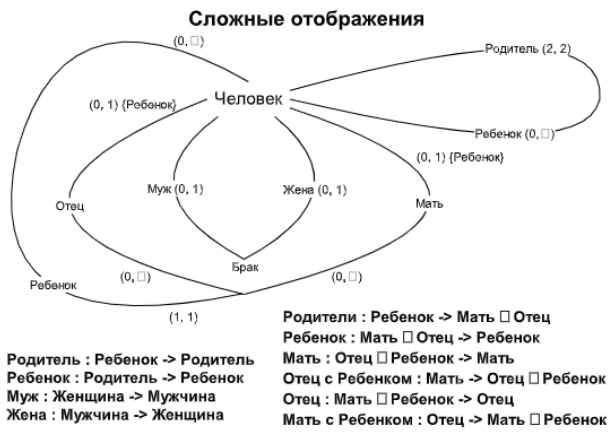 Сложные отображения
(0, □)
Родитель (2, 2)
Человек
(0, 1) {Ребенок}
Ребенок (0, □)
(0, 1) {Ребенок}
Муж (0, 1)
Жена (0, 1)
Отец
Мать
Брак
(0, □)
(0, □)
Ребенок
(1, 1)
Родители : Ребенок -> Мать □ Отец
Ребенок : Мать □ Отец -> Ребенок
Родитель : Ребенок -> Родитель
Мать : Отец □ Ребенок -> Мать
Ребенок : Родитель -> Ребенок
Отец с Ребенком : Мать -> Отец □ Ребенок
Муж : Женщина -> Мужчина
Отец : Мать □ Ребенок -> Отец
Жена : Мужчина -> Женщина
Мать с Ребенком : Отец -> Мать □ Ребенок